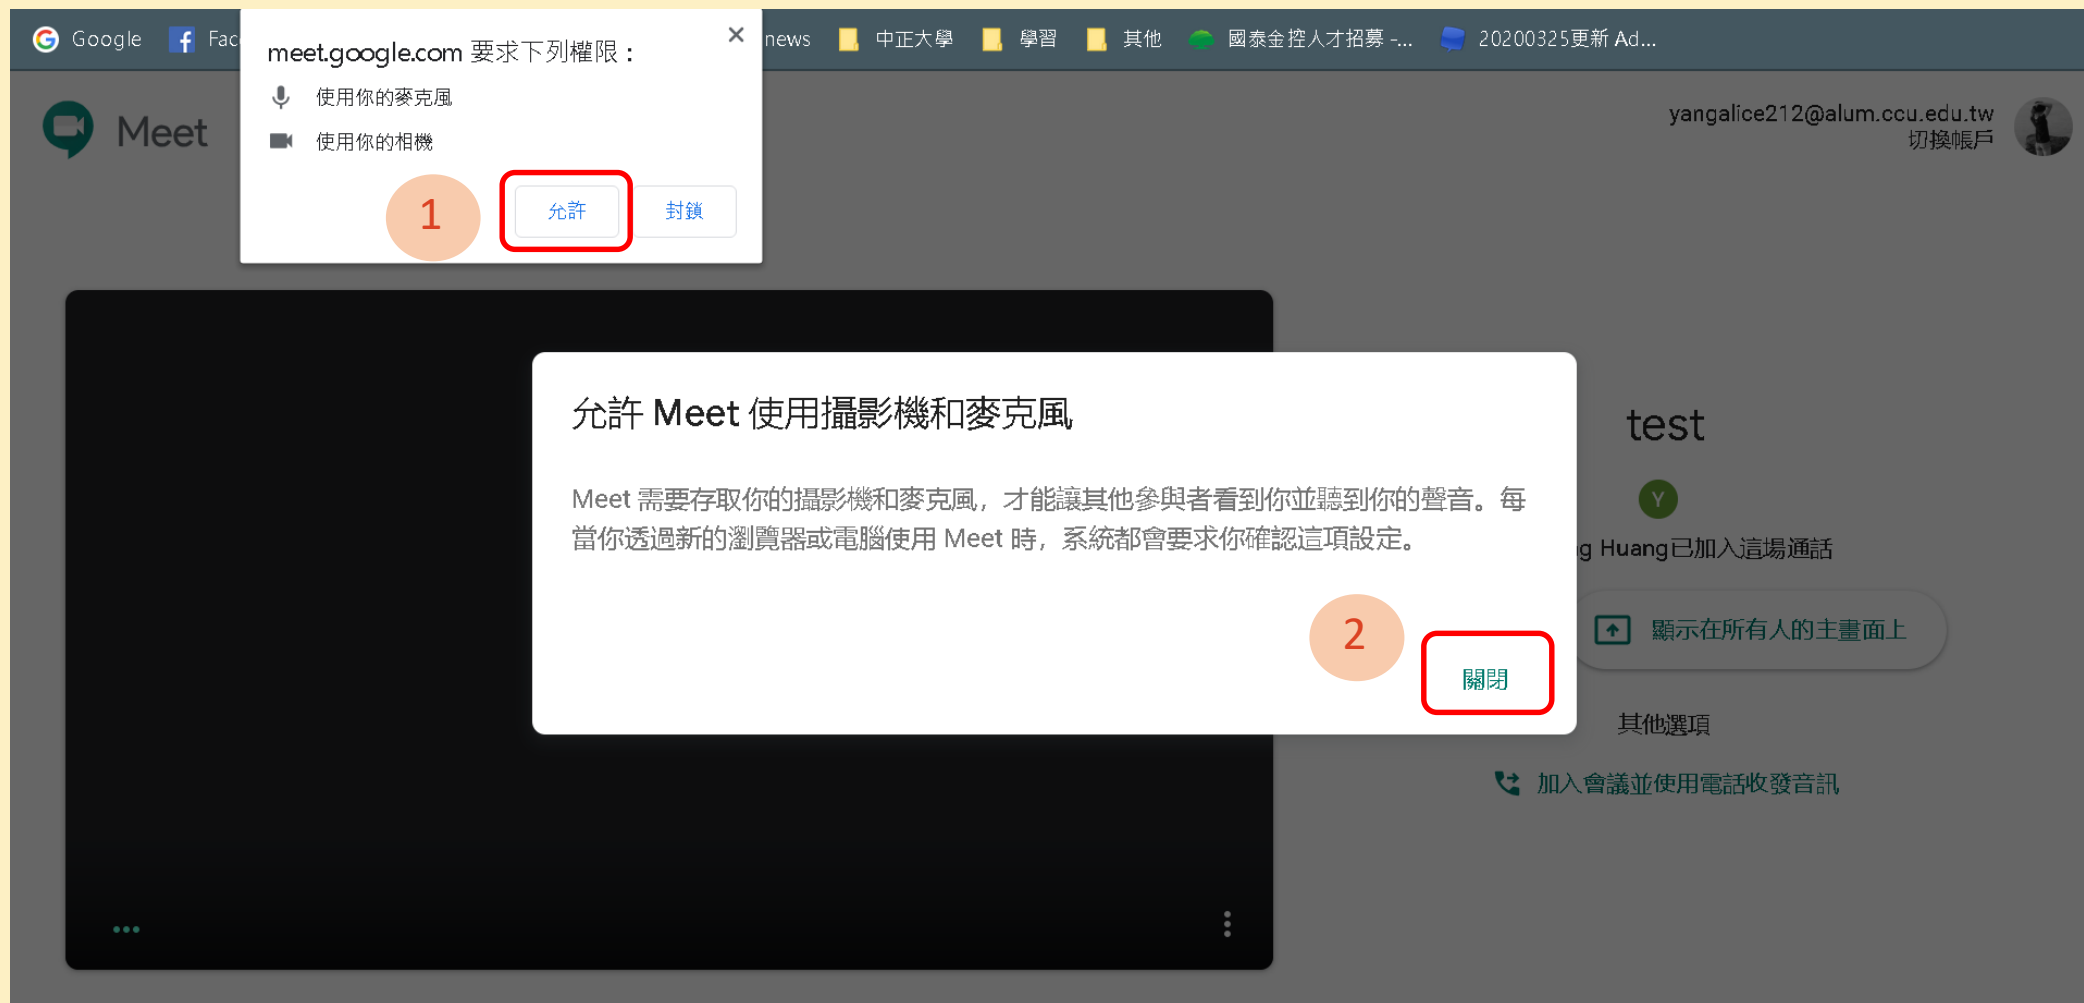 Google
Fac
news
中正大學
學習
其他
國泰金控人才招募 -...
20200325更新 Ad...
meet.google.com 要求下列權限：
使用你的麥克風
使用你的相機
1
允許
封鎖
Meet
yangalice212@alum.ccu.edu.tw
切換帳戶
允許 Meet 使用攝影機和麥克風
Meet 需要存取你的攝影機和麥克風，才能讓其他參與者看到你並聽到你的聲音。每
當你透過新的瀏覽器或電腦使用 Meet 時，系統都會要求你確認這項設定。
2
關閉
test
Y
g Huang已加入這場通話
顯示在所有人的主畫面上
其他選項
加入會議並使用電話收發音訊